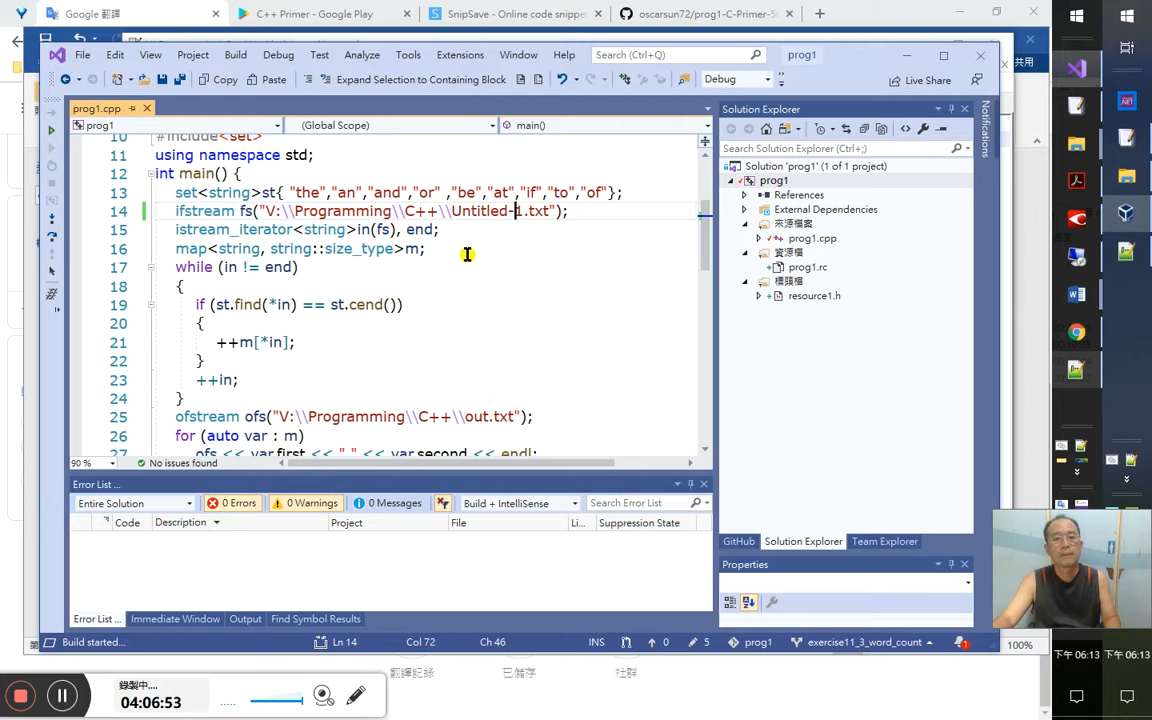 Google 翻譯
C++ Primer - Google Play
SnipSave - Online code snippe
oscarsun72/prog1-C-Primer-5
File Edit View Project Build Debug Test Analyze Tools Extensions Window Help
Search (Ctrl+Q)
prog1
Copy Paste Expand Selection to Containing Block
Debug
Live Share
共用
prog1.cpp
prog1
(Global Scope)
main()
10 #include<set>
11 using namespace std;
12 int main() {
13 set<string>st{ "the","an","and","or" ,"be","at","if","to","of"};
14 ifstream fs("V:\\Programming\\C++\\Untitled-1.txt");
15 istream_iterator<string>in(fs), end;
16 map<string, string::size_type>m;
17 while (in != end)
18 {
19 if (st.find(*in) == st.cend())
20 {
21 ++m[*in];
22 }
23 ++in;
24 }
25 ofstream ofs("V:\\Programming\\C++\\out.txt");
26 for (auto var : m)
27 ofs << var.first << " " << var.second << endl;
90 %
No issues found
Solution Explorer
Search Solution Explorer (Ctrl+;)
Solution 'prog1' (1 of 1 project)
prog1
References
External Dependencies
來源檔案
prog1.cpp
資源檔
prog1.rc
標頭檔
resource1.h
Notifications
Error List ...
Entire Solution
0 Errors
0 Warnings
0 Messages
Build + IntelliSense
Search Error List
Code Description Project File Li... Suppression State
GitHub Solution Explorer Team Explorer
Properties
Error List ... Immediate Window Output Find Symbol Results
Build started...
Ln 14 Col 72 Ch 46 INS
0
5
prog1
exercise11_3_word_count
100%
翻譯記錄
已儲存
社群
錄製中....
04:06:53
下午 06:13
下午 06:13